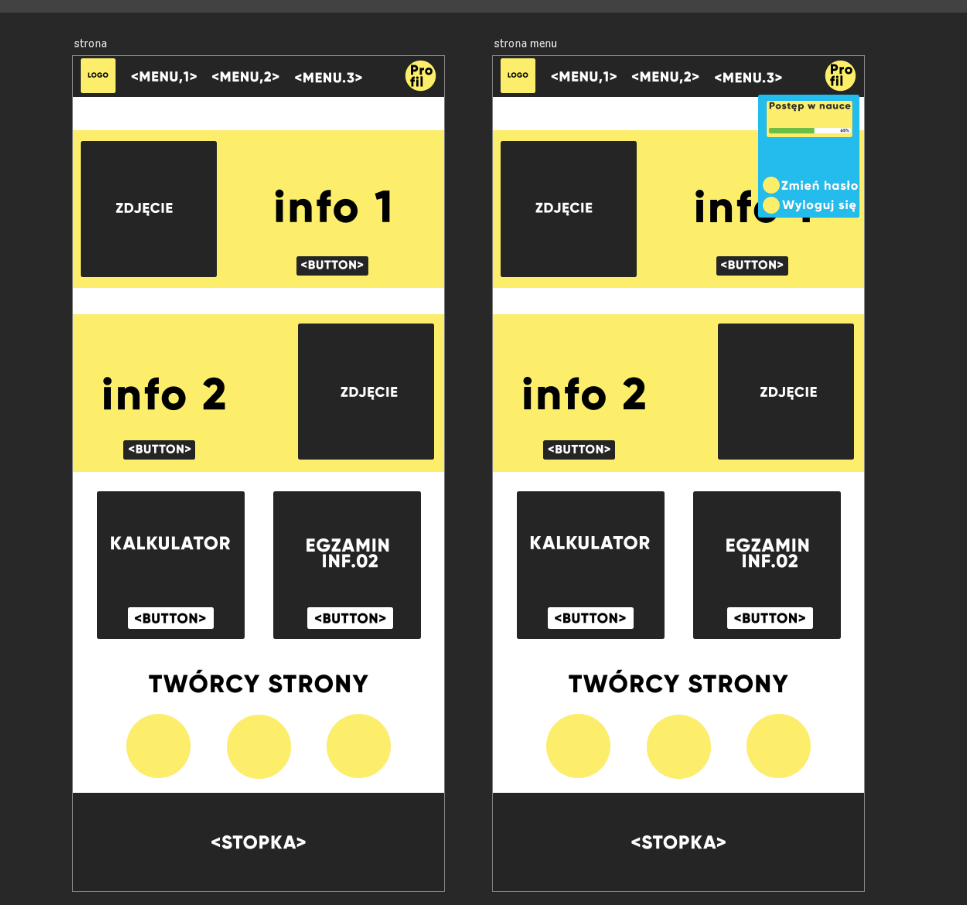 strona
LOGO
<MENU,1>
<MENU,2>
<MENU.3>
Pro
fil
ZDJĘCIE
info 1
<BUTTON>
info 2
ZDJĘCIE
<BUTTON>
KALKULATOR
<BUTTON>
EGZAMIN
INF.02
<BUTTON>
TWÓRCY STRONY
<STOPKA>
strona menu
LOGO
<MENU,1>
<MENU,2>
<MENU.3>
Pro
fil
Postęp w nauce
60%
Zmień hasło
Wyloguj się
ZDJĘCIE
info 1
<BUTTON>
info 2
ZDJĘCIE
<BUTTON>
KALKULATOR
<BUTTON>
EGZAMIN
INF.02
<BUTTON>
TWÓRCY STRONY
<STOPKA>